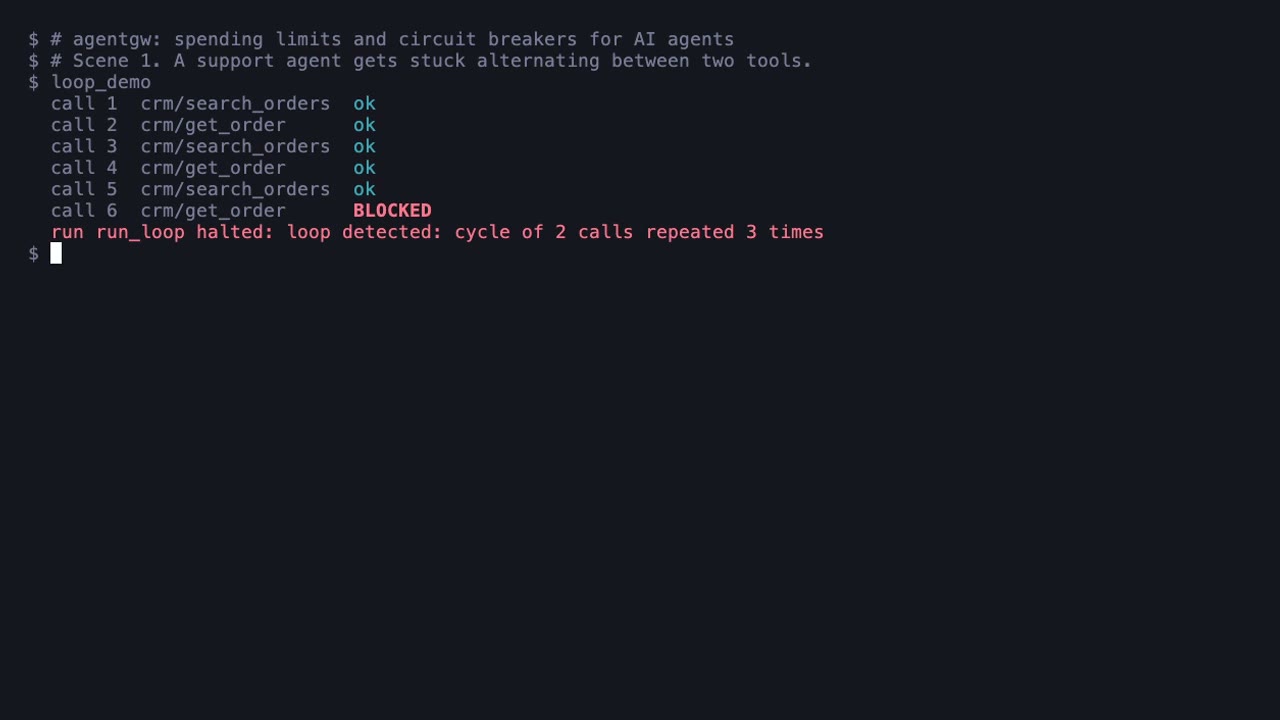 $ # agentgw: spending limits and circuit breakers for AI agents
$ # Scene 1. A support agent gets stuck alternating between two tools.
$ loop_demo
call 1  crm/search_orders  ok
call 2  crm/get_order      ok
call 3  crm/search_orders  ok
call 4  crm/get_order      ok
call 5  crm/search_orders  ok
call 6  crm/get_order      BLOCKED
run run_loop halted: loop detected: cycle of 2 calls repeated 3 times
$